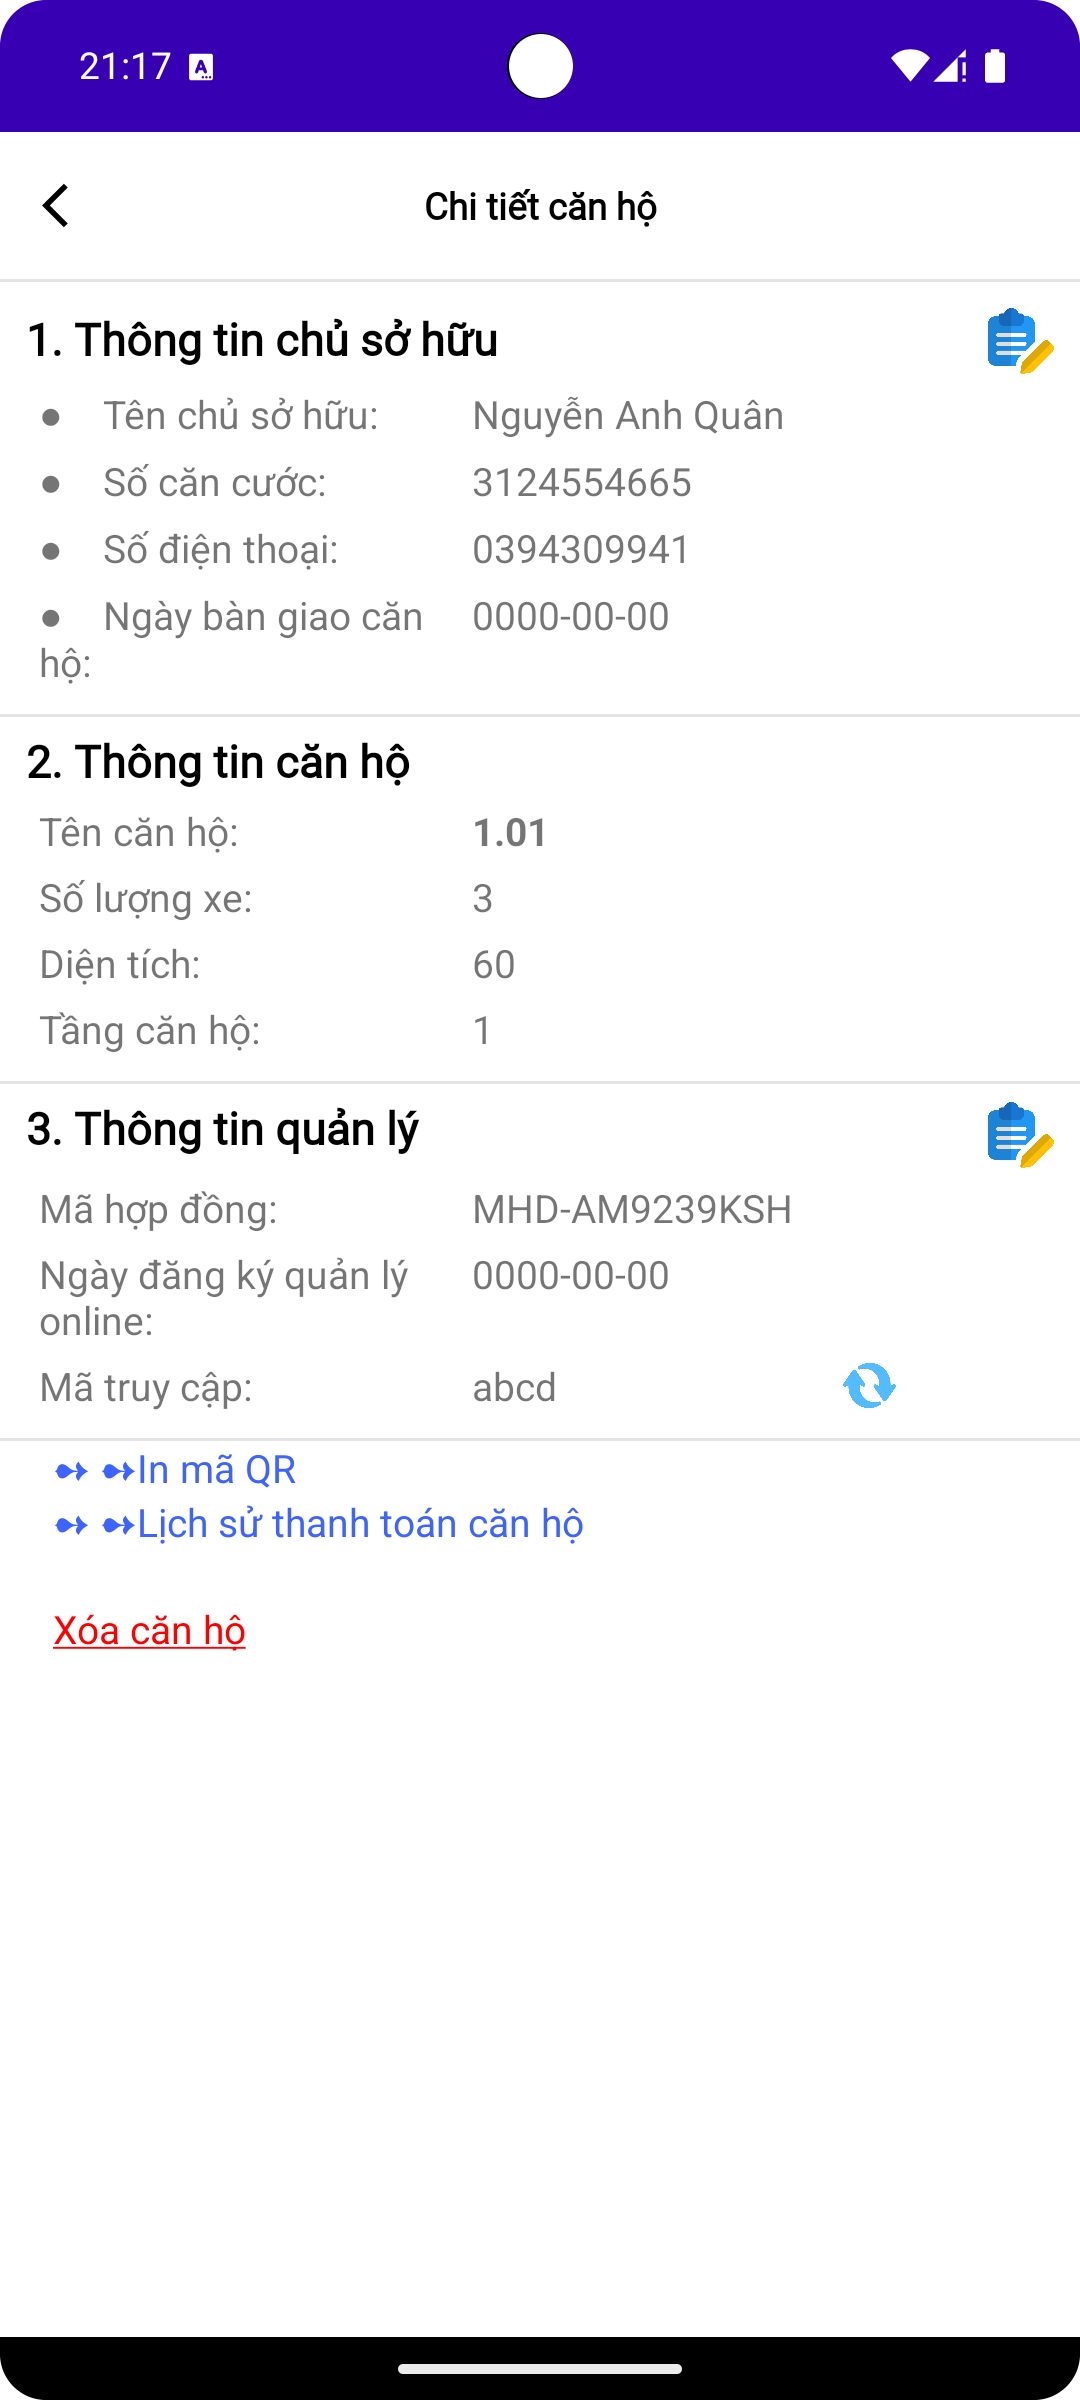 21:17
Chi tiết căn hộ
1. Thông tin chủ sở hữu
● Tên chủ sở hữu: Nguyễn Anh Quân
● Số căn cước: 3124554665
● Số điện thoại: 0394309941
● Ngày bàn giao căn hộ: 0000-00-00
2. Thông tin căn hộ
Tên căn hộ: 1.01
Số lượng xe: 3
Diện tích: 60
Tầng căn hộ: 1
3. Thông tin quản lý
Mã hợp đồng: MHD-AM9239KSH
Ngày đăng ký quản lý online: 0000-00-00
Mã truy cập: abcd
➻ ➻In mã QR
➻ ➻Lịch sử thanh toán căn hộ
Xóa căn hộ